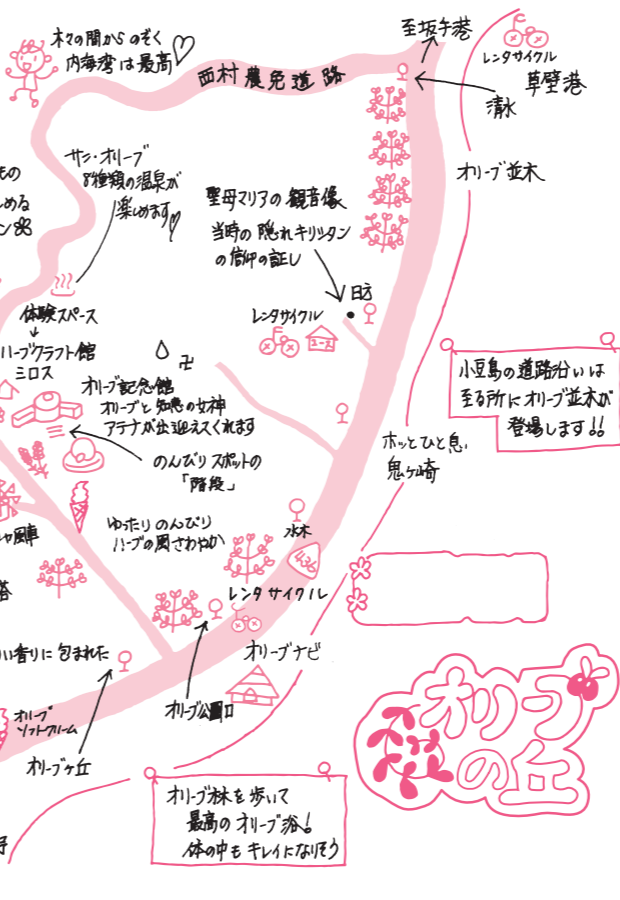 木々の間からのぞく
内海湾は最高♡
西村農免道路
至坂手港
レンタサイクル
草壁港
清水
オリーブ並木
サン・オリーブ
8種類の温泉が
楽しめます♡
聖母マリアの観音像
当時の隠れキリシタン
の信仰の証し
日方
レンタサイクル
ユース
体験スペース
ハーブクラフト館
ミロス
卍
オリーブ記念館
オリーブと知恵の女神
アテナが出迎えてくれます
のんびりスポットの
「階段」
小豆島の道路沿いは
至る所にオリーブ並木が
登場します!!
ホッとひと息
鬼ヶ崎
ゆったりのんびり
ハーブの風さわやか
水木
436
レンタサイクル
オリーブナビ
い香りに包まれた
オリーブ公園口
オリーブ
ソフトクリーム
オリーブヶ丘
オリーブ
の丘
オリーブ林を歩いて
最高のオリーブ浴!
体の中もキレイになりそう